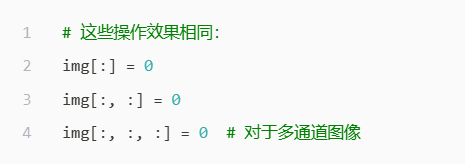 1 # 这些操作效果相同:
2 img[:] = 0
3 img[:, :] = 0
4 img[:, :, :] = 0  # 对于多通道图像